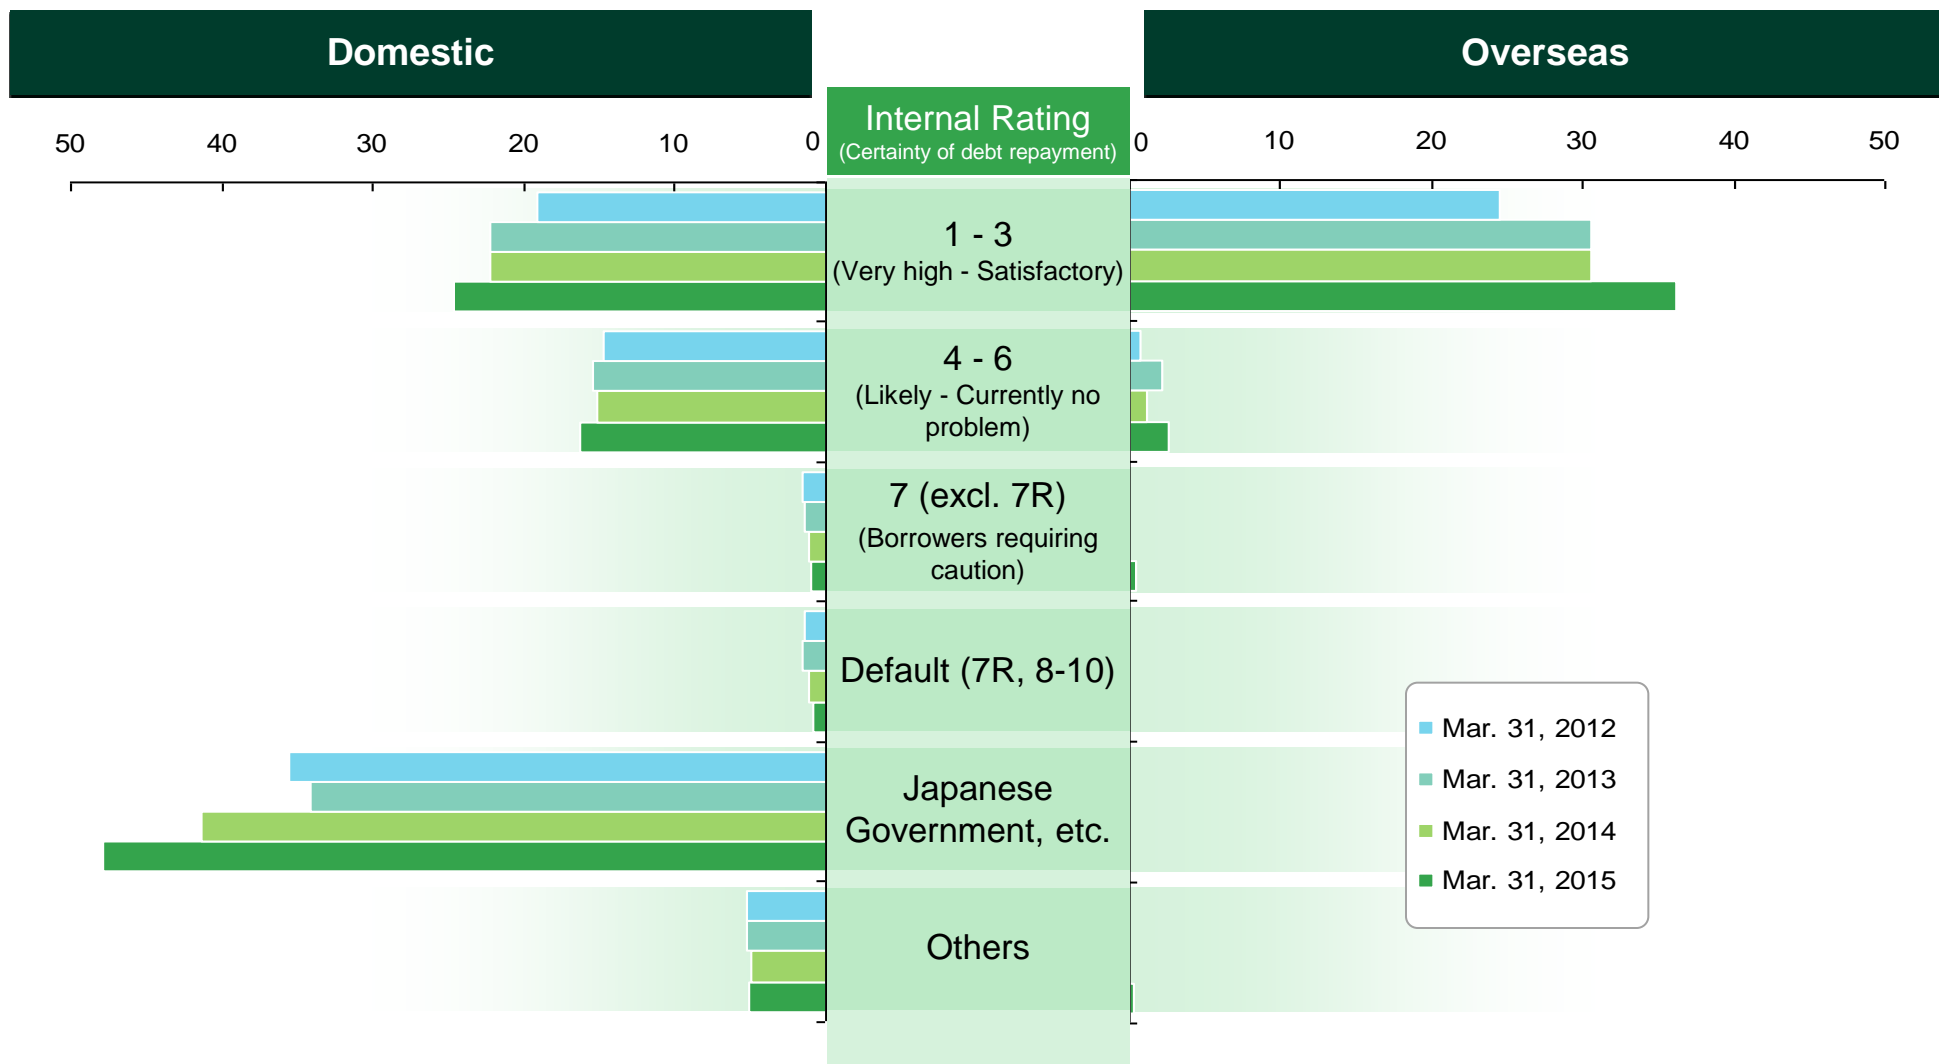 Domestic
Overseas
Internal Rating
(Certainty of debt repayment)
50 40 30 20 10 0
0 10 20 30 40 50
1 - 3
(Very high - Satisfactory)
4 - 6
(Likely - Currently no
problem)
7 (excl. 7R)
(Borrowers requiring
caution)
Default (7R, 8-10)
Japanese
Government, etc.
Others
Mar. 31, 2012
Mar. 31, 2013
Mar. 31, 2014
Mar. 31, 2015